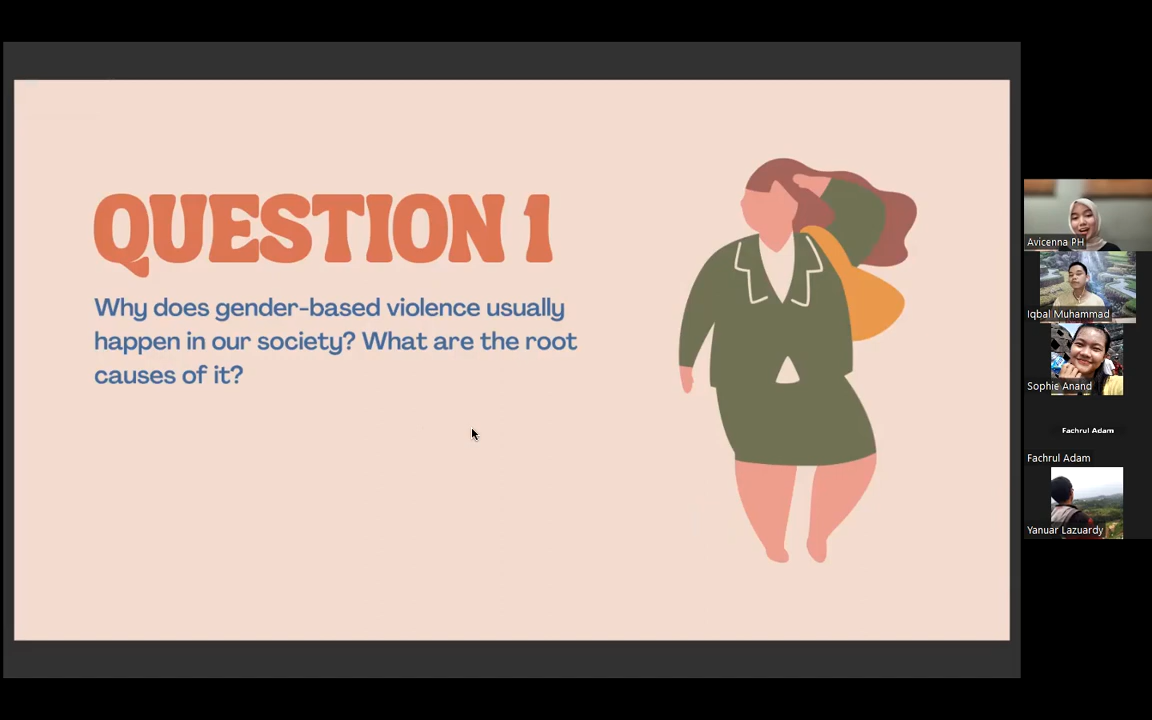 QUESTION 1
Why does gender-based violence usually
happen in our society? What are the root
causes of it?
Avicenna PH
Iqbal Muhammad
Sophie Anand
Fachrul Adam
Fachrul Adam
Yanuar Lazuardy